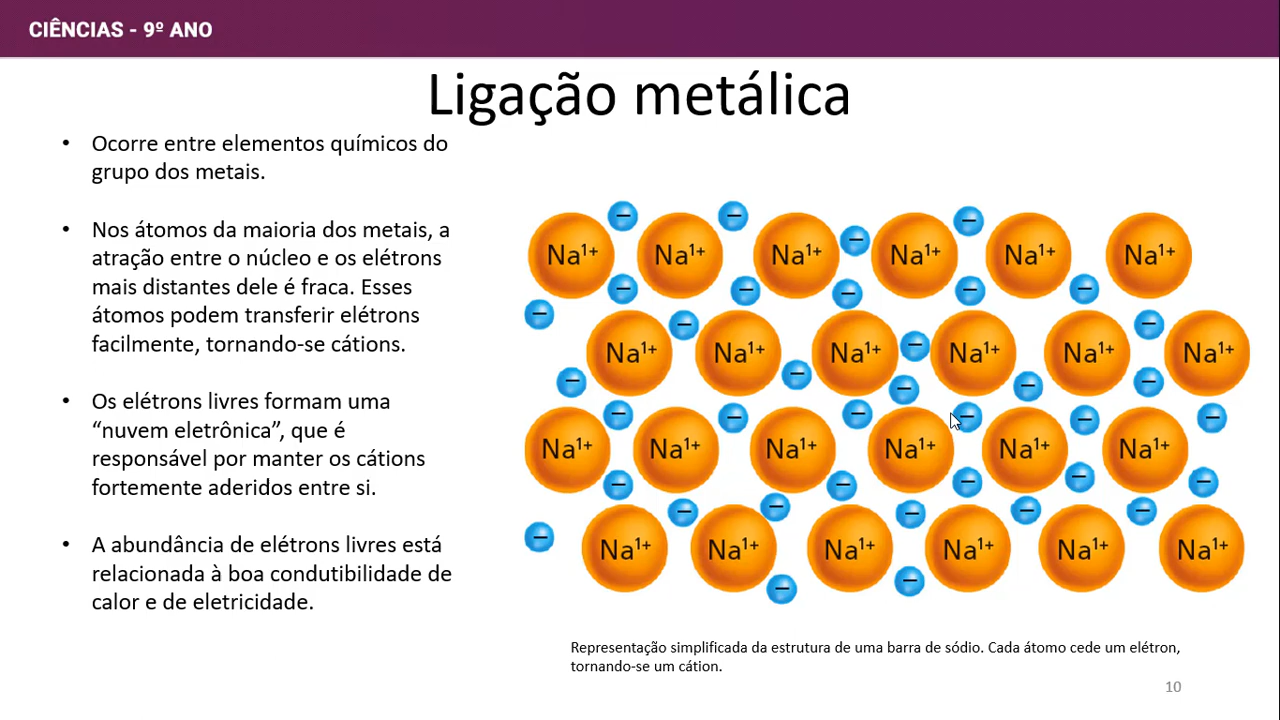 CIÊNCIAS - 9º ANO
Ligação metálica
• Ocorre entre elementos químicos do
grupo dos metais.
• Nos átomos da maioria dos metais, a
atração entre o núcleo e os elétrons
mais distantes dele é fraca. Esses
átomos podem transferir elétrons
facilmente, tornando-se cátions.
• Os elétrons livres formam uma
“nuvem eletrônica”, que é
responsável por manter os cátions
fortemente aderidos entre si.
• A abundância de elétrons livres está
relacionada à boa condutibilidade de
calor e de eletricidade.
Na¹⁺ Na¹⁺ Na¹⁺ Na¹⁺ Na¹⁺ Na¹⁺
Na¹⁺ Na¹⁺ Na¹⁺ Na¹⁺ Na¹⁺ Na¹⁺
Na¹⁺ Na¹⁺ Na¹⁺ Na¹⁺ Na¹⁺ Na¹⁺
Na¹⁺ Na¹⁺ Na¹⁺ Na¹⁺ Na¹⁺ Na¹⁺
Representação simplificada da estrutura de uma barra de sódio. Cada átomo cede um elétron,
tornando-se um cátion.
10